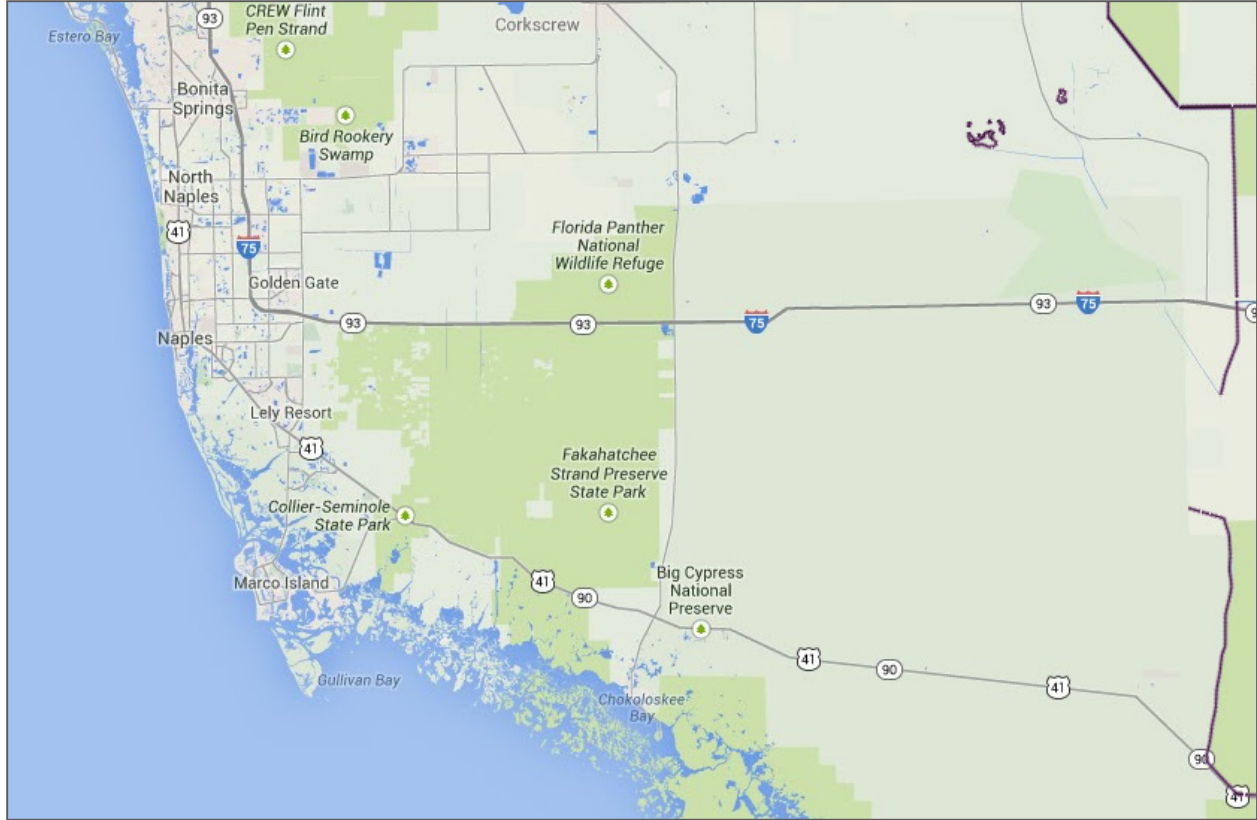 CREW Flint
Pen Strand
93
Corkscrew
Estero Bay
Bonita
Springs
Bird Rookery
Swamp
North
Naples
41
75
Florida Panther
National
Wildlife Refuge
Golden Gate
93
93
75
93
75
Naples
Lely Resort
41
Fakahatchee
Strand Preserve
State Park
Collier-Seminole
State Park
Marco Island
41
90
Big Cypress
National
Preserve
41
90
41
Gullivan Bay
Chokoloskee
Bay
90
41